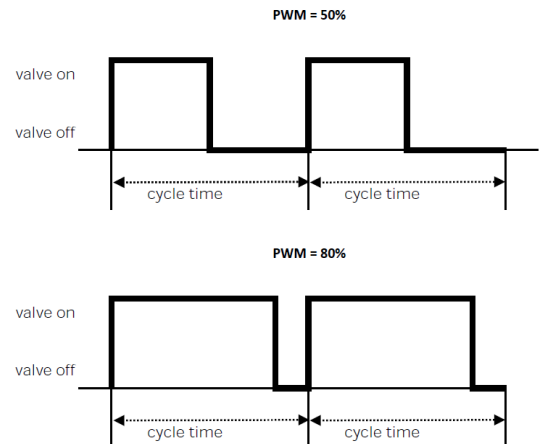 PWM = 50%
valve on
valve off
cycle time cycle time
PWM = 80%
valve on
valve off
cycle time cycle time